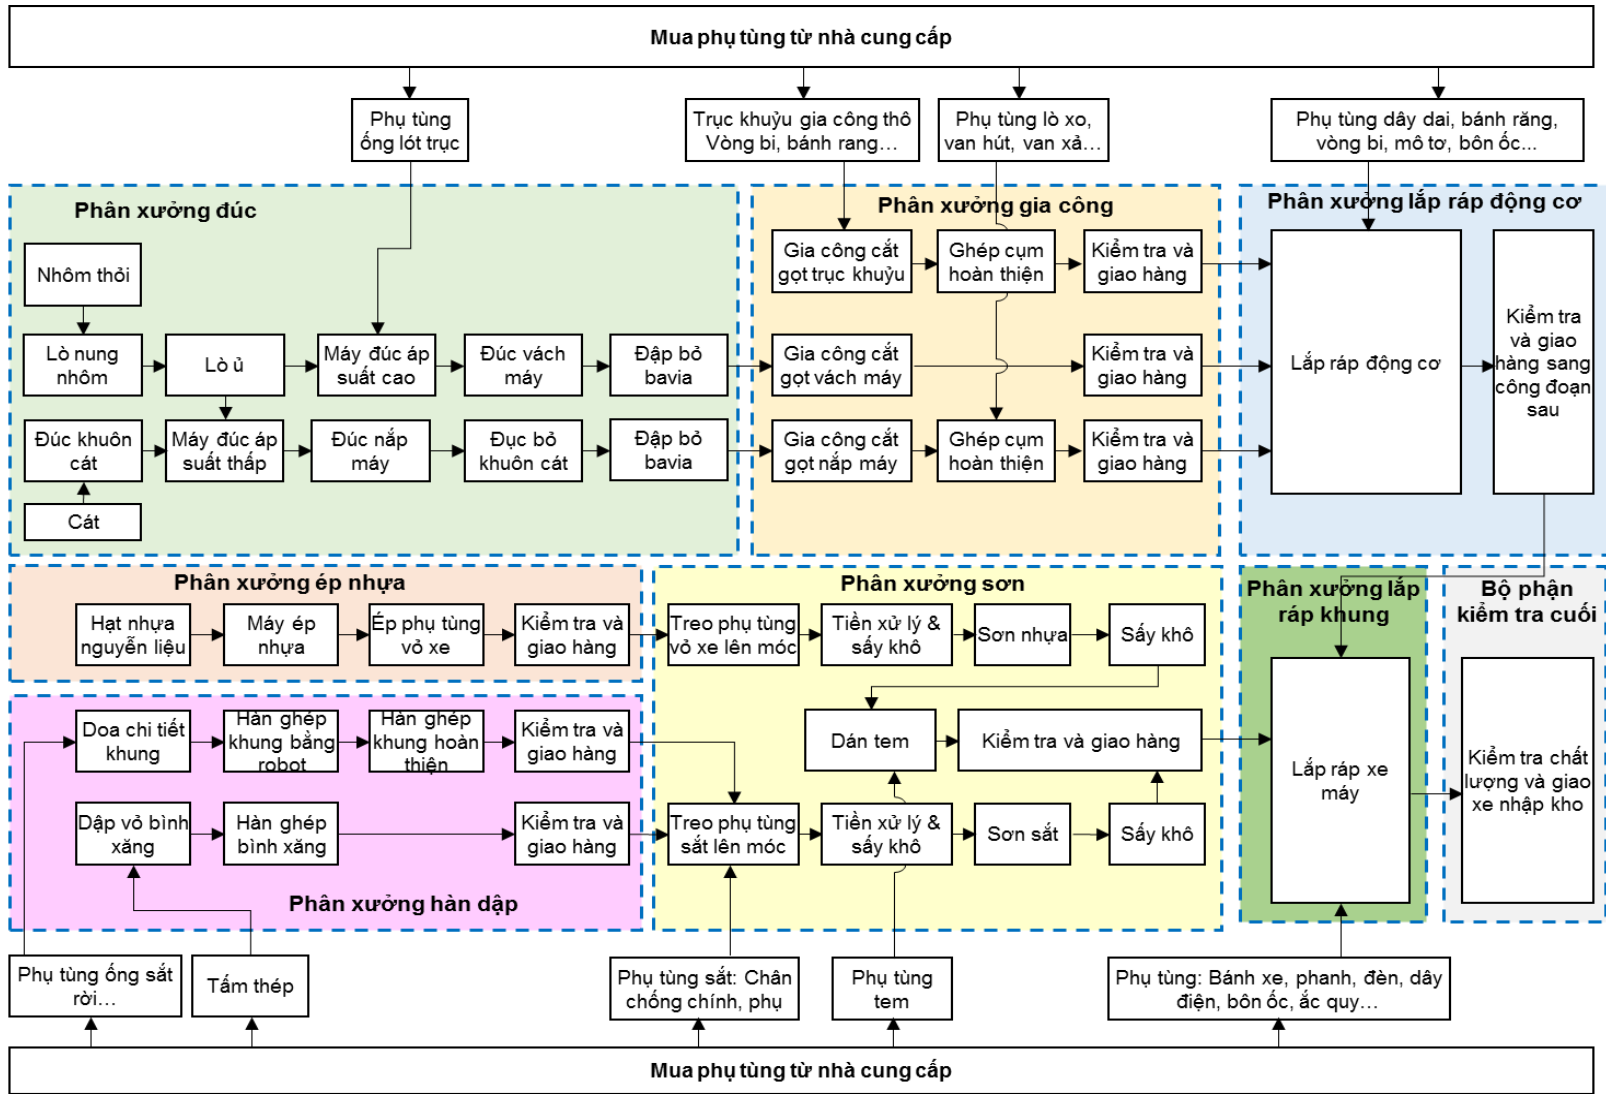 Mua phụ tùng từ nhà cung cấp
Phụ tùng
ống lót trục
Trục khuỷu gia công thô
Vòng bi, bánh rang…
Phụ tùng lò xo,
van hút, van xả…
Phụ tùng dây dai, bánh răng,
vòng bi, mô tơ, bôn ốc...
Phân xưởng đúc
Nhôm thỏi
Lò nung
nhôm
Lò ủ
Máy đúc áp
suất cao
Đúc vách
máy
Đập bỏ
bavia
Đúc khuôn
cát
Máy đúc áp
suất thấp
Đúc nắp
máy
Đục bỏ
khuôn cát
Đập bỏ
bavia
Cát
Phân xưởng gia công
Gia công cắt
gọt trục khuỷu
Ghép cụm
hoàn thiện
Kiểm tra và
giao hàng
Gia công cắt
gọt vách máy
Kiểm tra và
giao hàng
Gia công cắt
gọt nắp máy
Ghép cụm
hoàn thiện
Kiểm tra và
giao hàng
Phân xưởng lắp ráp động cơ
Lắp ráp động cơ
Kiểm tra
và giao
hàng sang
công đoạn
sau
Phân xưởng ép nhựa
Hạt nhựa
nguyễn liệu
Máy ép
nhựa
Ép phụ tùng
vỏ xe
Kiểm tra và
giao hàng
Phân xưởng sơn
Treo phụ tùng
vỏ xe lên móc
Tiền xử lý &
sấy khô
Sơn nhựa
Sấy khô
Dán tem
Kiểm tra và giao hàng
Treo phụ tùng
sắt lên móc
Tiền xử lý &
sấy khô
Sơn sắt
Sấy khô
Phân xưởng lắp
ráp khung
Lắp ráp xe
máy
Bộ phận
kiểm tra cuối
Kiểm tra chất
lượng và giao
xe nhập kho
Doa chi tiết
khung
Hàn ghép
khung bằng
robot
Hàn ghép
khung hoàn
thiện
Kiểm tra và
giao hàng
Dập vỏ bình
xăng
Hàn ghép
bình xăng
Kiểm tra và
giao hàng
Phân xưởng hàn dập
Phụ tùng ống sắt
rời…
Tấm thép
Phụ tùng sắt: Chân
chống chính, phụ
Phụ tùng
tem
Phụ tùng: Bánh xe, phanh, đèn, dây
điện, bôn ốc, ắc quy…
Mua phụ tùng từ nhà cung cấp